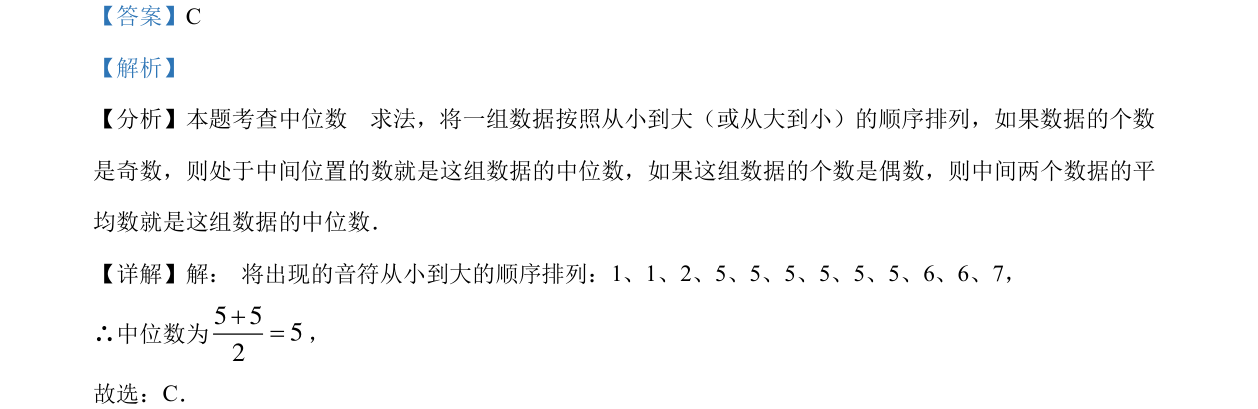 【答案】C
【解析】
【分析】本题考查中位数 求法，将一组数据按照从小到大（或从大到小）的顺序排列，如果数据的个数
是奇数，则处于中间位置的数就是这组数据的中位数，如果这组数据的个数是偶数，则中间两个数据的平
均数就是这组数据的中位数．
【详解】解： 将出现的音符从小到大的顺序排列：1、1、2、5、5、5、5、5、5、6、6、7，
∴中位数为$\frac{5+5}{2}=5$，
故选：C．